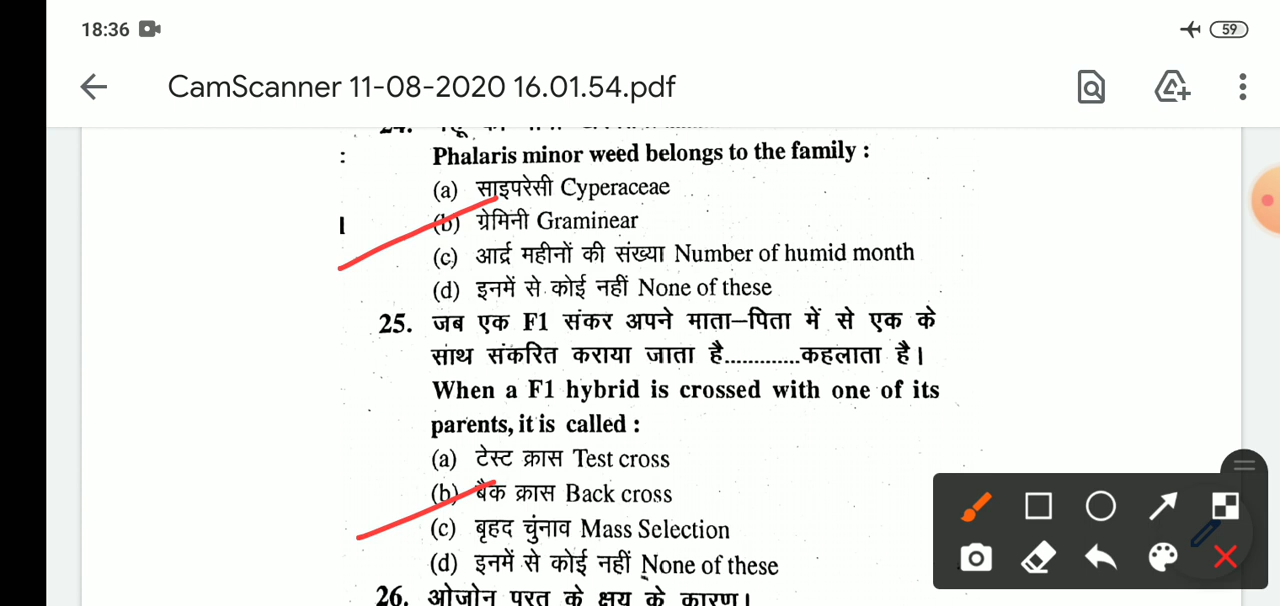 18:36
59
CamScanner 11-08-2020 16.01.54.pdf
24.
:
Phalaris minor weed belongs to the family :
(a) साइपरेसी Cyperaceae
(b) ग्रेमिनी Graminear
(c) आर्द्र महीनों की संख्या Number of humid month
(d) इनमें से कोई नहीं None of these
25. जब एक F1 संकर अपने माता–पिता में से एक के
साथ संकरित कराया जाता है.............कहलाता है।
When a F1 hybrid is crossed with one of its
parents, it is called :
(a) टेस्ट क्रास Test cross
(b) बैक क्रास Back cross
(c) बृहद चुंनाव Mass Selection
(d) इनमें से कोई नहीं None of these
26. ओजोन परत के क्षय के कारण।